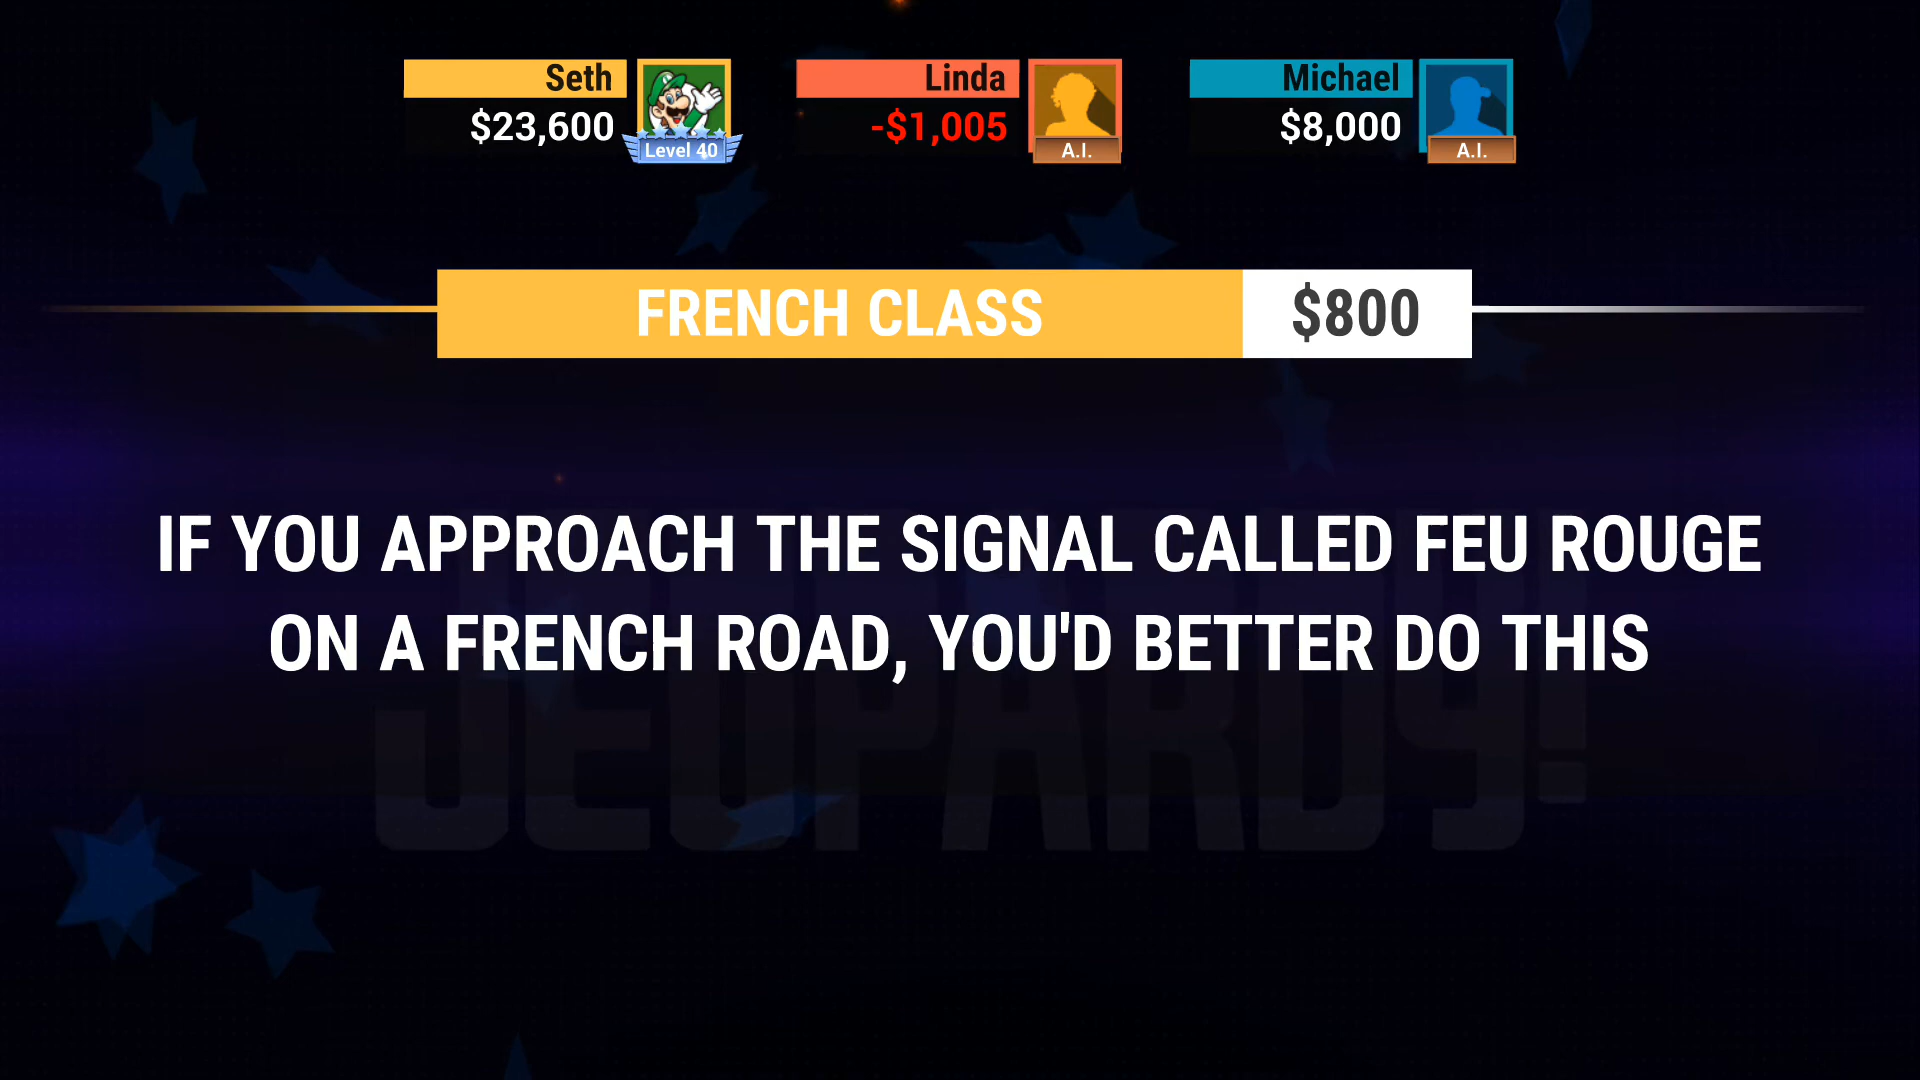 Seth
$23,600
Level 40
Linda
-$1,005
A.I.
Michael
$8,000
A.I.
FRENCH CLASS
$800
IF YOU APPROACH THE SIGNAL CALLED FEU ROUGE
ON A FRENCH ROAD, YOU'D BETTER DO THIS
JEOPARDY!